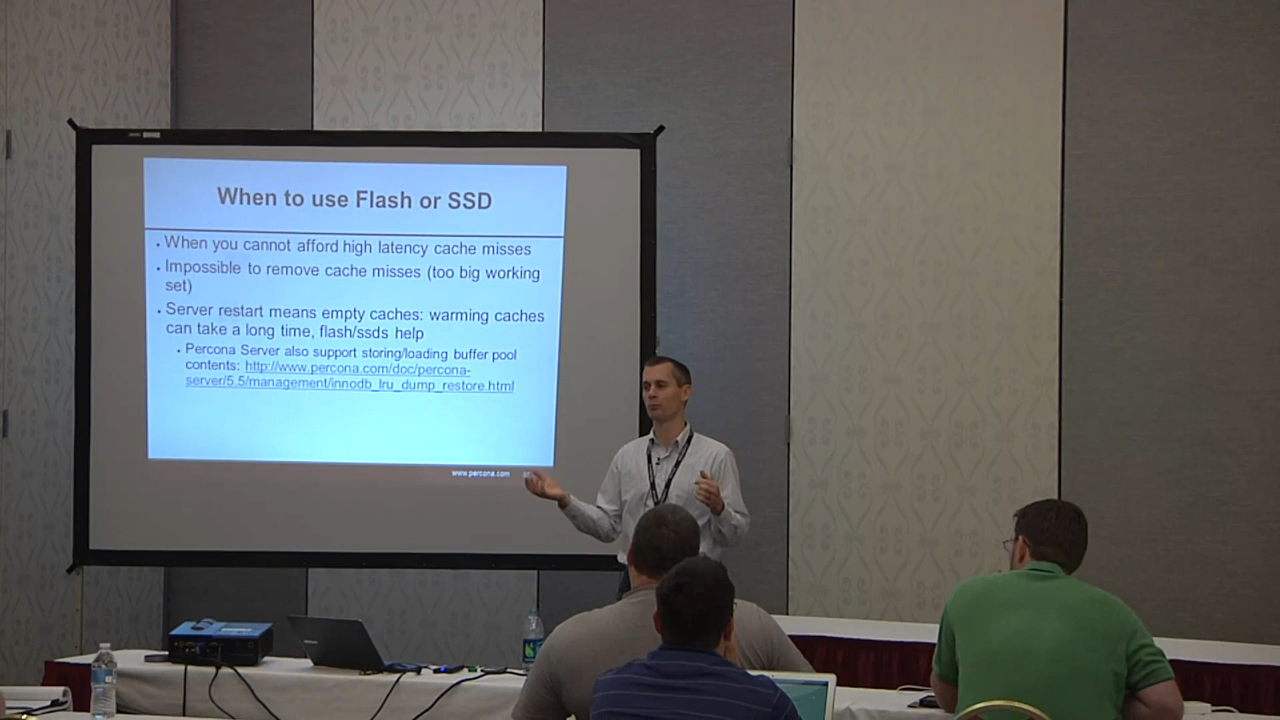 When to use Flash or SSD
• When you cannot afford high latency cache misses
• Impossible to remove cache misses (too big working
set)
• Server restart means empty caches: warming caches
can take a long time, flash/ssds help
• Percona Server also support storing/loading buffer pool
contents: http://www.percona.com/doc/percona-
server/5.5/management/innodb_lru_dump_restore.html
www.percona.com